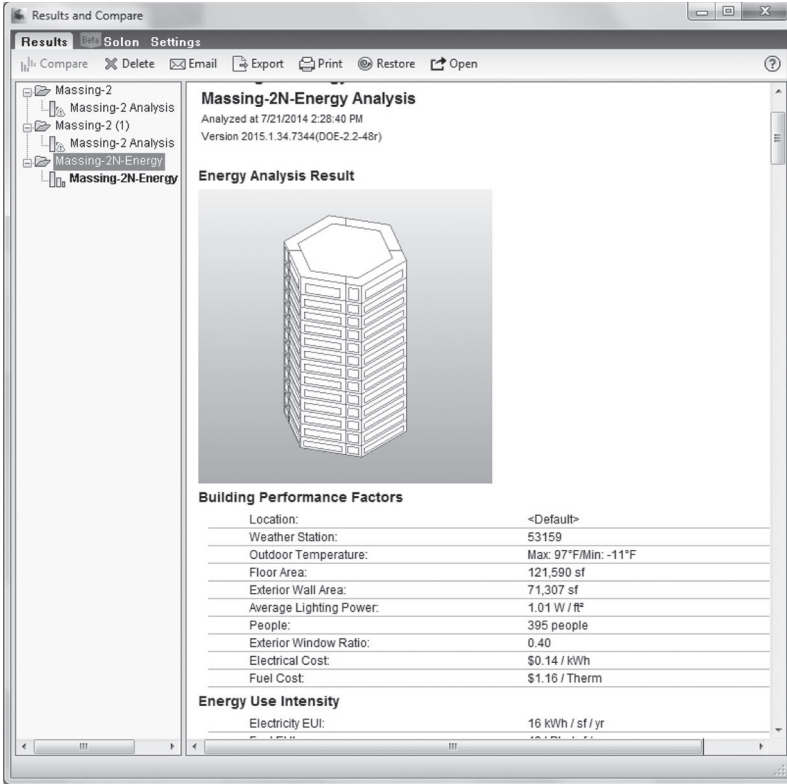 Results and Compare
Results Beta Solon Settings
Compare Delete Email Export Print Restore Open
Massing-2
Massing-2 Analysis
Massing-2 (1)
Massing-2 Analysis
Massing-2N-Energy
Massing-2N-Energy
Massing-2N-Energy Analysis
Analyzed at 7/21/2014 2:28:40 PM
Version 2015.1.34.7344(DOE-2.2-48r)
Energy Analysis Result
Building Performance Factors
Location: <Default>
Weather Station: 53159
Outdoor Temperature: Max: 97°F/Min: -11°F
Floor Area: 121,590 sf
Exterior Wall Area: 71,307 sf
Average Lighting Power: 1.01 W / ft²
People: 395 people
Exterior Window Ratio: 0.40
Electrical Cost: $0.14 / kWh
Fuel Cost: $1.16 / Therm
Energy Use Intensity
Electricity EUI: 16 kWh / sf / yr